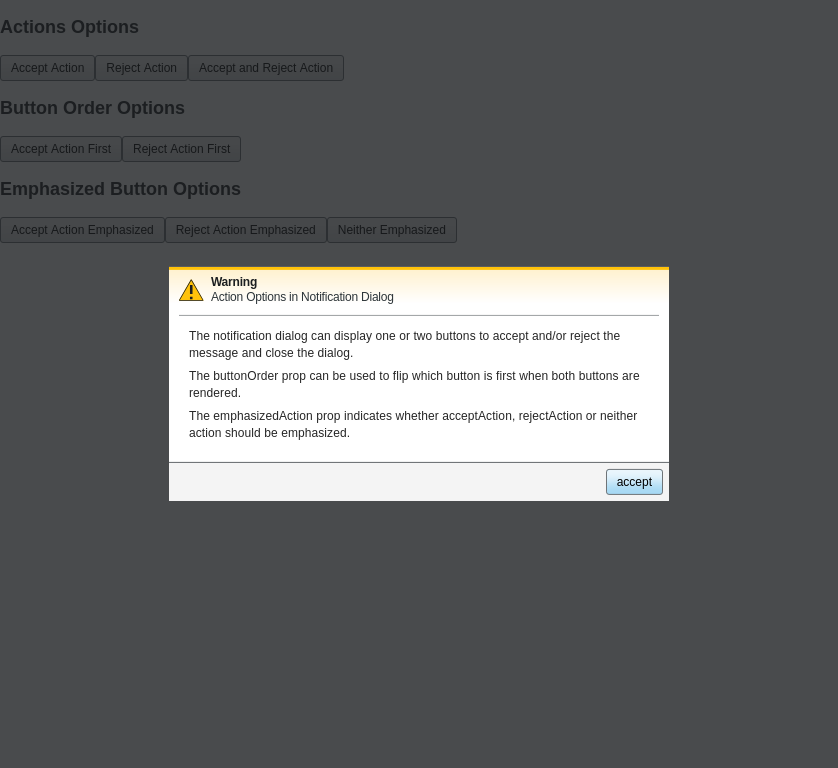 Actions Options
Accept Action Reject Action Accept and Reject Action
Button Order Options
Accept Action First Reject Action First
Emphasized Button Options
Accept Action Emphasized Reject Action Emphasized Neither Emphasized
Warning
Action Options in Notification Dialog
The notification dialog can display one or two buttons to accept and/or reject the
message and close the dialog.
The buttonOrder prop can be used to flip which button is first when both buttons are
rendered.
The emphasizedAction prop indicates whether acceptAction, rejectAction or neither
action should be emphasized.
accept